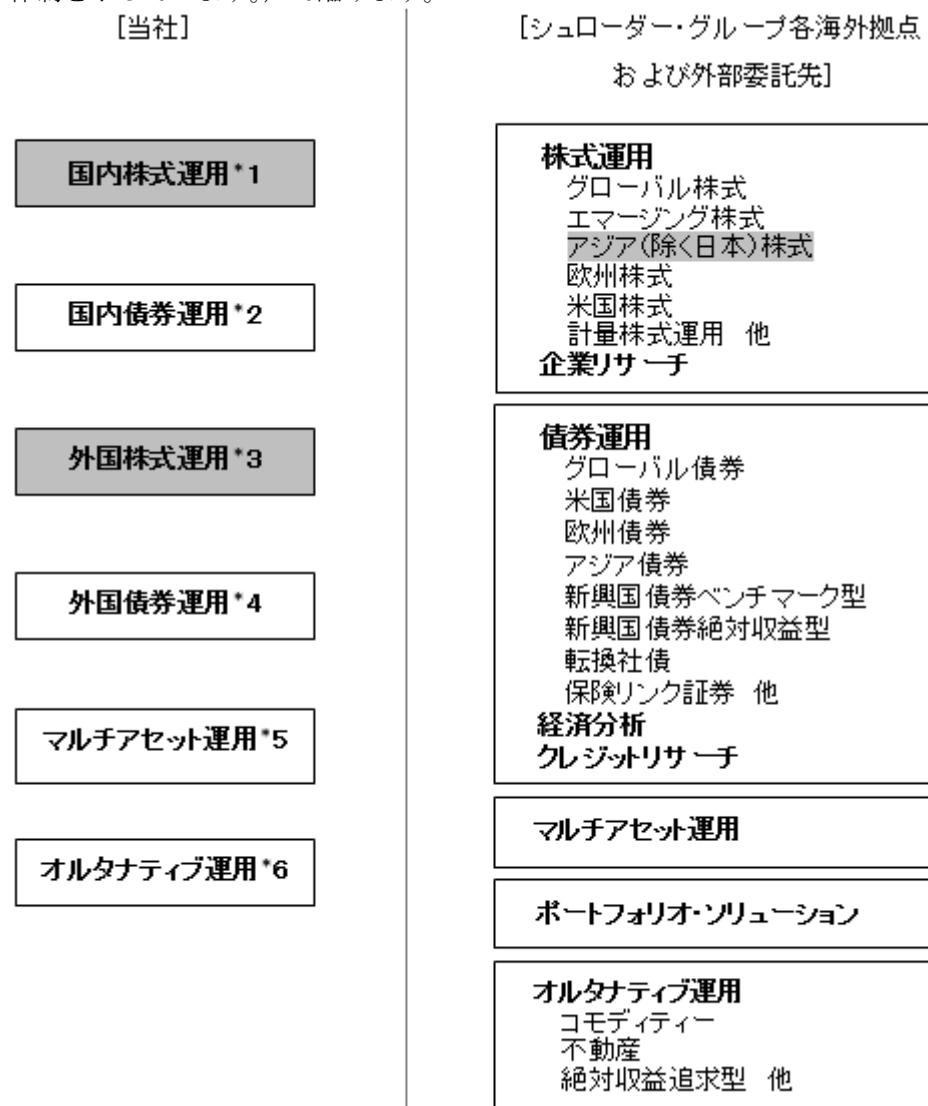 [当社]
国内株式運用*1
国内債券運用*2
外国株式運用*3
外国債券運用*4
マルチアセット運用*5
オルタナティブ運用*6
[シュローダー・グループ各海外拠点
および外部委託先]
株式運用
グローバル株式
エマージング株式
アジア(除く日本)株式
欧州株式
米国株式
計量株式運用 他
企業リサーチ
債券運用
グローバル債券
米国債券
欧州債券
アジア債券
新興国債券ベンチマーク型
新興国債券絶対収益型
転換社債
保険リンク証券 他
経済分析
クレジットリサーチ
マルチアセット運用
ポートフォリオ・ソリューション
オルタナティブ運用
コモディティー
不動産
絶対収益追求型 他